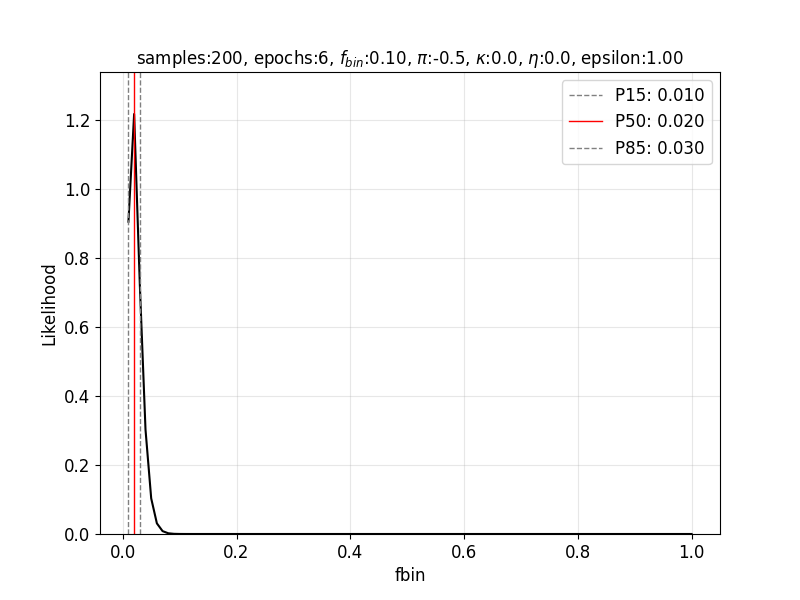 samples:200, epochs:6, f_bin:0.10, π:-0.5, κ:0.0, η:0.0, epsilon:1.00
P15: 0.010
P50: 0.020
P85: 0.030
1.2
1.0
0.8
0.6
0.4
0.2
0.0
Likelihood
0.0 0.2 0.4 0.6 0.8 1.0
fbin